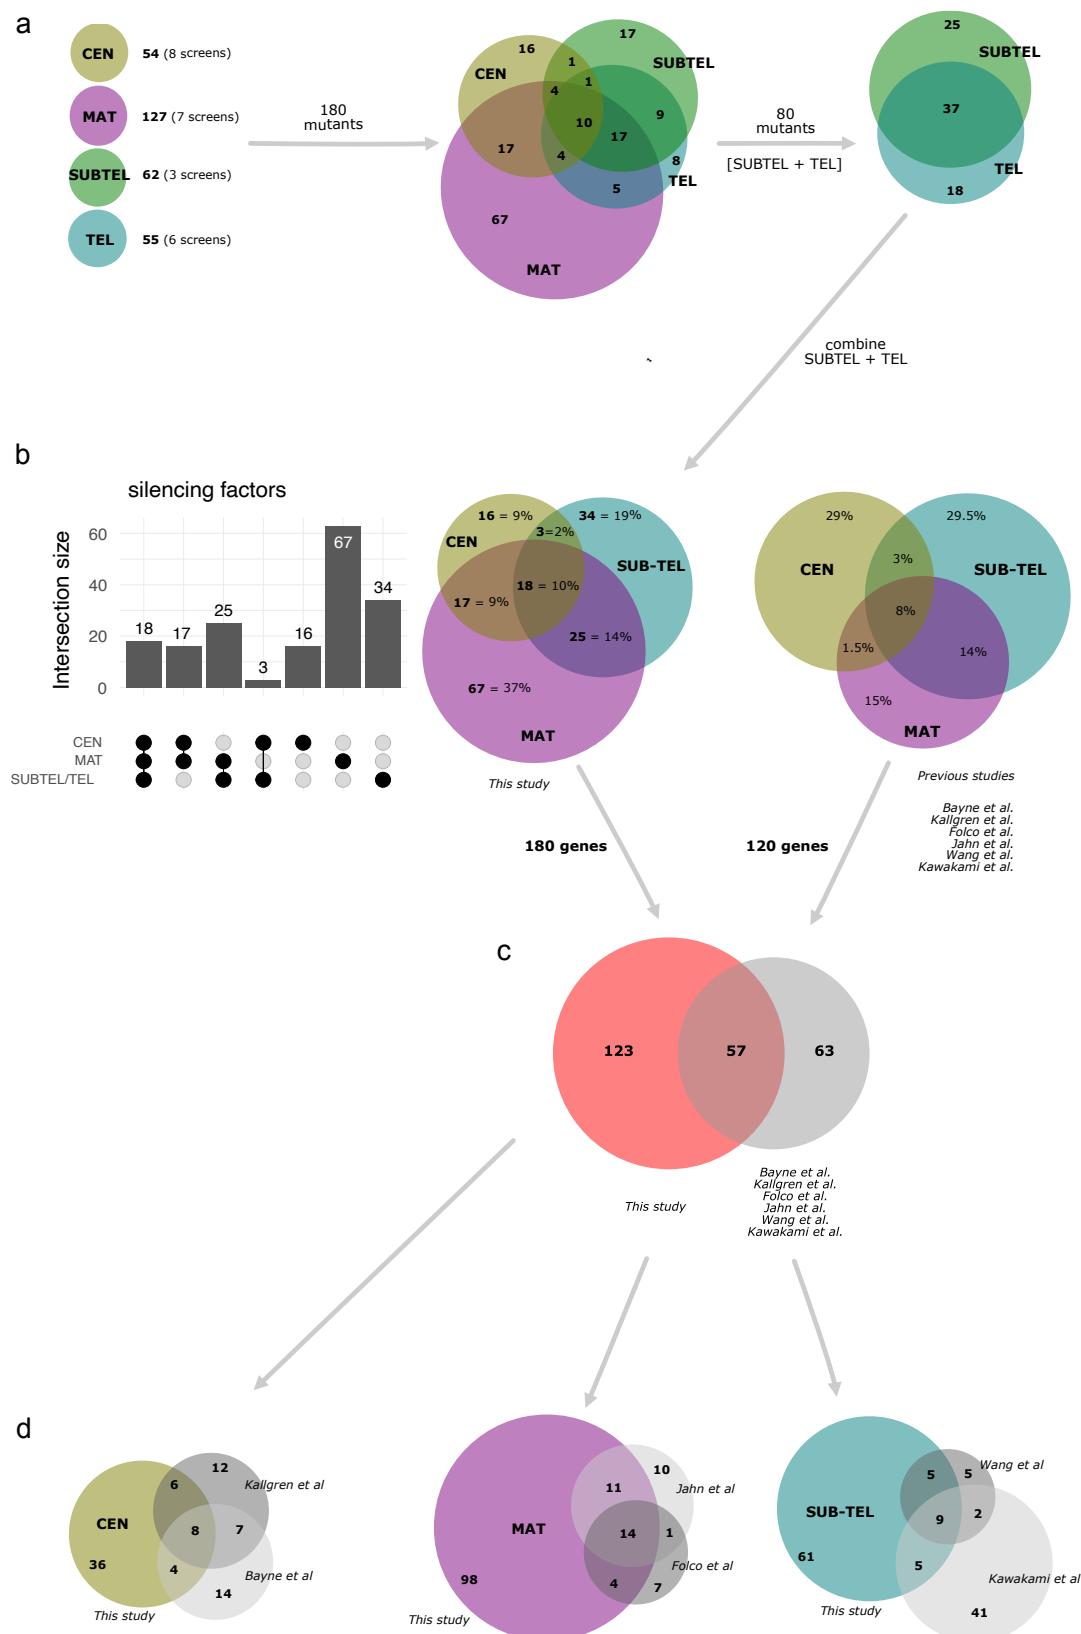 a
CEN 54 (8 screens)
MAT 127 (7 screens)
SUBTEL 62 (3 screens)
TEL 55 (6 screens)
180
mutants
16
17
CEN
1
SUBTEL
1
4
9
10
17
17
4
8
TEL
5
67
MAT
80
mutants
[SUBTEL + TEL]
25
SUBTEL
37
TEL
18
combine
SUBTEL + TEL
b
silencing factors
Intersection size
60
40
20
0
18
17
25
3
16
67
34
CEN
MAT
SUBTEL/TEL
16 = 9%
34 = 19%
3=2%
CEN
SUB-TEL
18 = 10%
17 = 9%
25 = 14%
67 = 37%
MAT
This study
29%
29.5%
3%
CEN
SUB-TEL
8%
1.5%
14%
15%
MAT
Previous studies
Bayne et al.
Kallgren et al.
Folco et al.
Jahn et al.
Wang et al.
Kawakami et al.
180 genes
120 genes
c
123
57
63
This study
Bayne et al.
Kallgren et al.
Folco et al.
Jahn et al.
Wang et al.
Kawakami et al.
d
12
6
Kallgren et al
CEN
8
7
36
4
Bayne et al
14
This study
10
11
Jahn et al
MAT
14
1
Folco et al
98
4
7
This study
Wang et al
5
5
SUB-TEL
9
2
61
5
Kawakami et al
This study
41